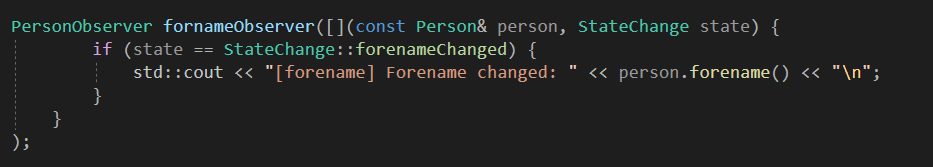 PersonObserver fornameObserver([](const Person& person, StateChange state) {
        if (state == StateChange::forenameChanged) {
            std::cout << "[forename] Forename changed: " << person.forename() << "\n";
        }
    }
);